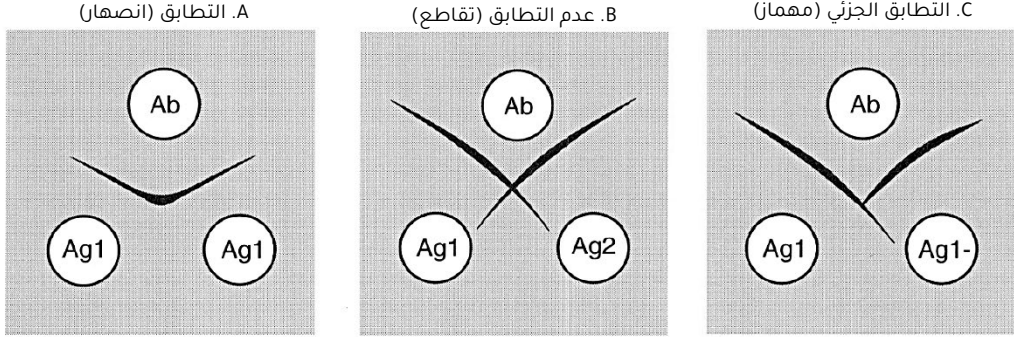 A. التطابق (انصهار)
Ab
Ag1
Ag1
B. عدم التطابق (تقاطع)
Ab
Ag1
Ag2
C. التطابق الجزئي (مهماز)
Ab
Ag1
Ag1-